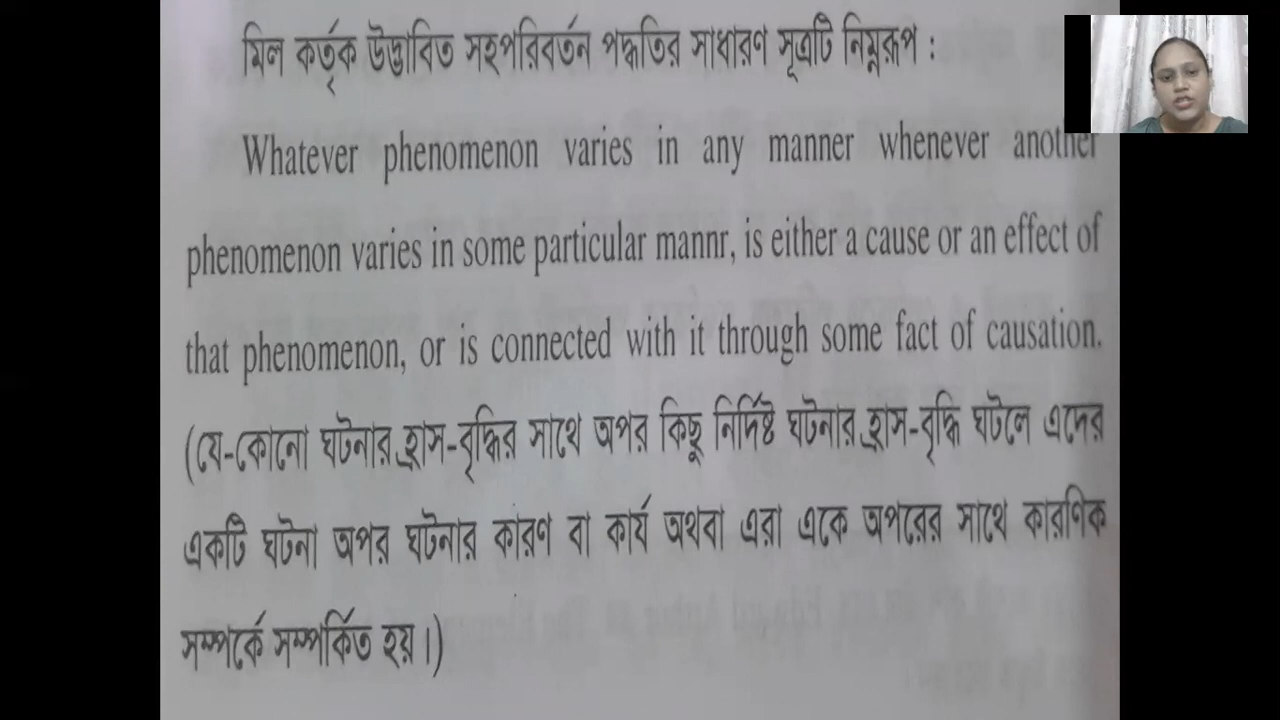 মিল কর্তৃক উদ্ভাবিত সহপরিবর্তন পদ্ধতির সাধারণ সূত্রটি নিম্নরূপ :
Whatever phenomenon varies in any manner whenever another
phenomenon varies in some particular mannr, is either a cause or an effect of
that phenomenon, or is connected with it through some fact of causation.
(যে-কোনো ঘটনার হ্রাস-বৃদ্ধির সাথে অপর কিছু নির্দিষ্ট ঘটনার হ্রাস-বৃদ্ধি ঘটলে এদের
একটি ঘটনা অপর ঘটনার কারণ বা কার্য অথবা এরা একে অপরের সাথে কারণিক
সম্পর্কে সম্পর্কিত হয়।)